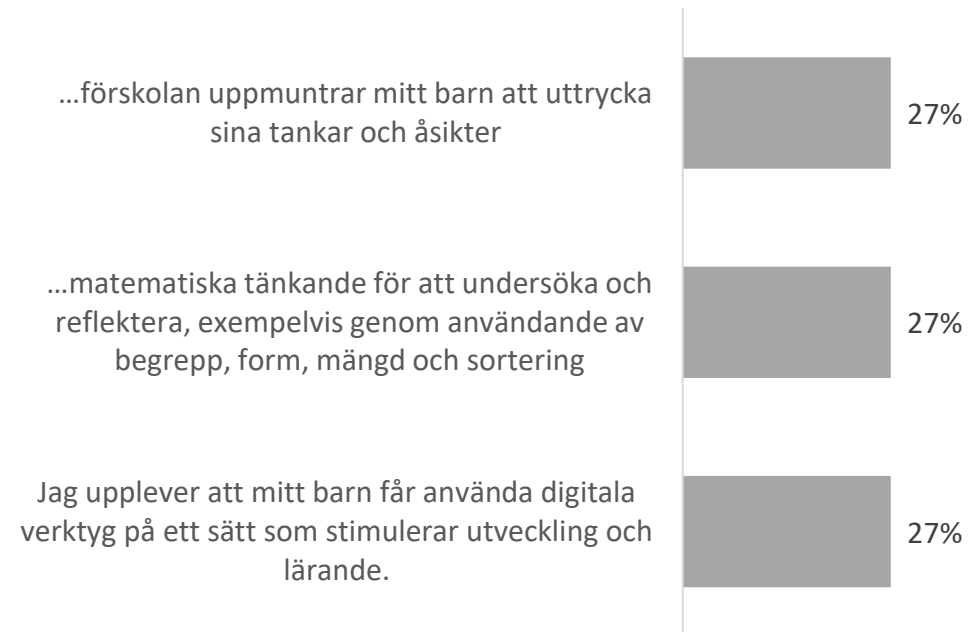 …förskolan uppmuntrar mitt barn att uttrycka
sina tankar och åsikter
27%
…matematiska tänkande för att undersöka och
reflektera, exempelvis genom användande av
begrepp, form, mängd och sortering
27%
Jag upplever att mitt barn får använda digitala
verktyg på ett sätt som stimulerar utveckling och
lärande.
27%